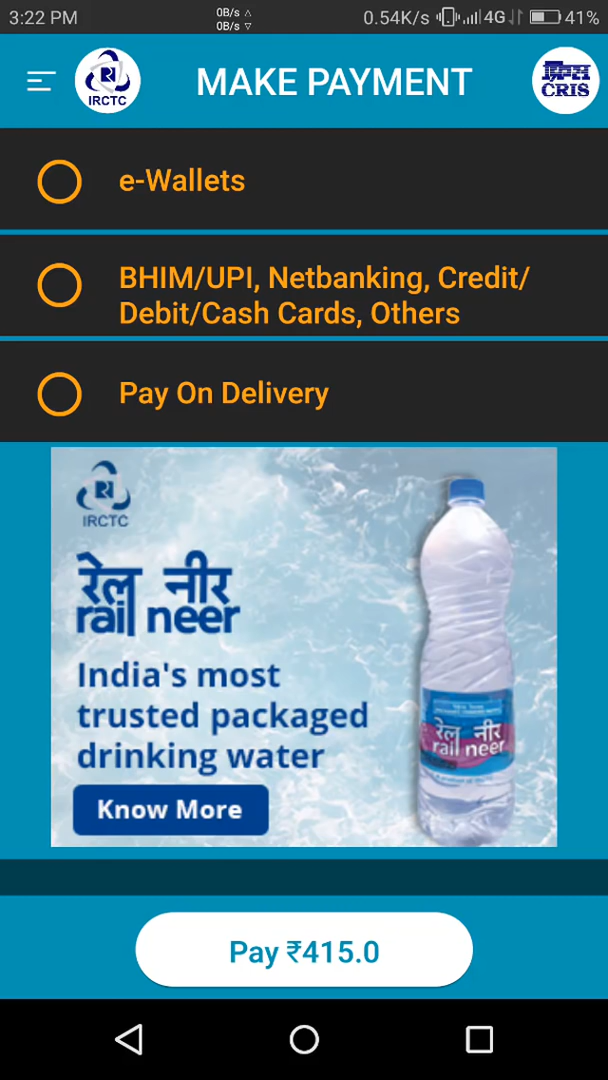 3:22 PM
0B/s
0B/s
0.54K/s 4G 41%
IRCTC
MAKE PAYMENT
क्रिस
CRIS
e-Wallets
BHIM/UPI, Netbanking, Credit/
Debit/Cash Cards, Others
Pay On Delivery
IRCTC
रेल नीर
rail neer
India's most
trusted packaged
drinking water
Know More
रेल नीर
rail neer
Pay ₹415.0